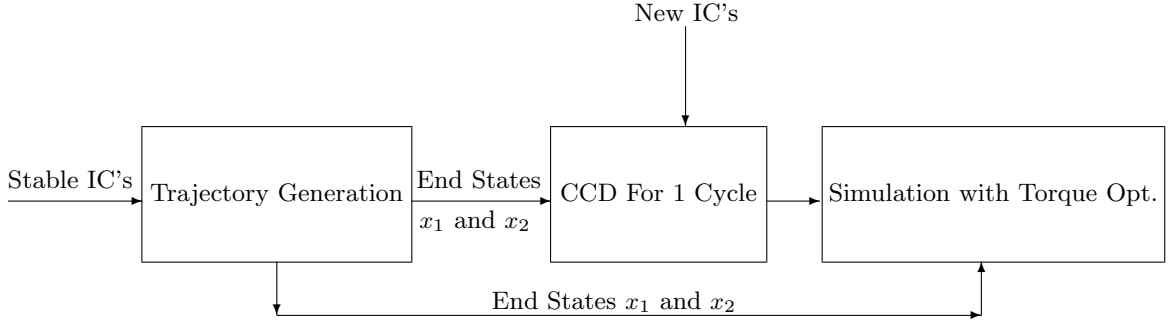 New IC's
Stable IC's
Trajectory Generation
End States
x₁ and x₂
CCD For 1 Cycle
Simulation with Torque Opt.
End States x₁ and x₂